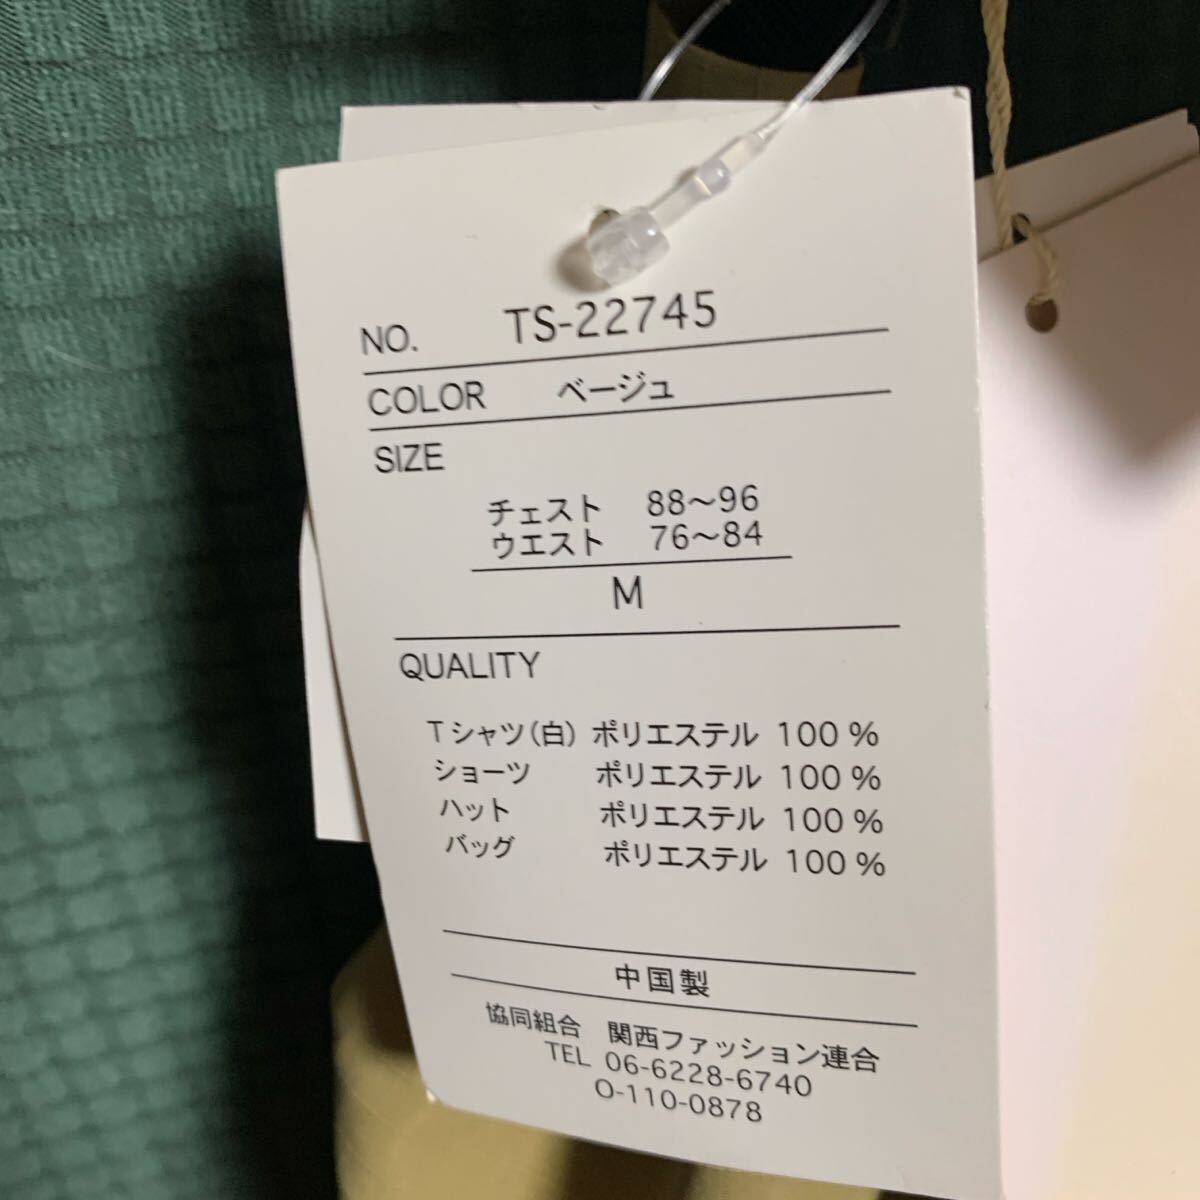 NO. TS-22745
COLOR ベージュ
SIZE
チェスト 88〜96
ウエスト 76〜84
M
QUALITY
Tシャツ(白) ポリエステル 100 %
ショーツ ポリエステル 100 %
ハット ポリエステル 100 %
バッグ ポリエステル 100 %
中国製
協同組合 関西ファッション連合
TEL 06-6228-6740
O-110-0878